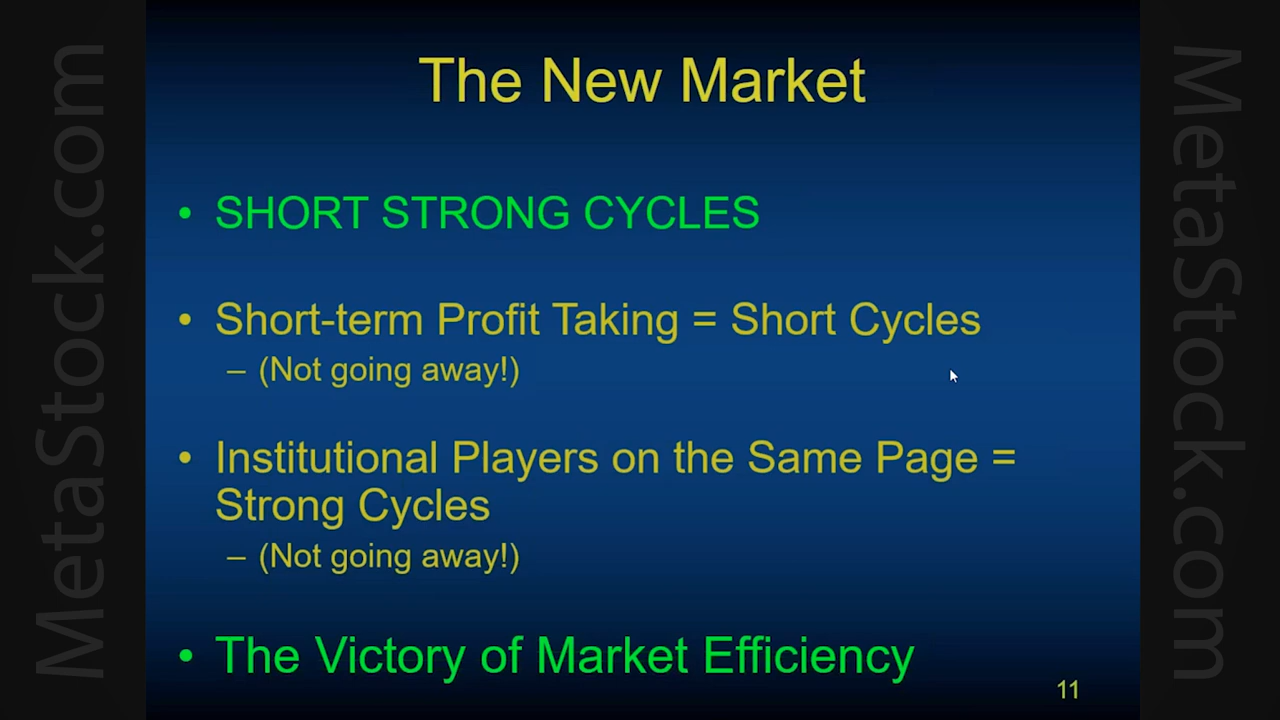 The New Market
• SHORT STRONG CYCLES
• Short-term Profit Taking = Short Cycles
– (Not going away!)
• Institutional Players on the Same Page =
Strong Cycles
– (Not going away!)
• The Victory of Market Efficiency
11
MetaStock.com
MetaStock.com